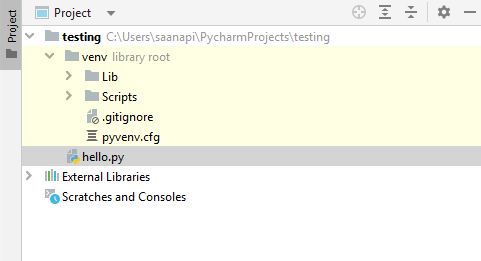 Project
Project
testing C:\Users\saanapi\PycharmProjects\testing
venv library root
Lib
Scripts
.gitignore
pyvenv.cfg
hello.py
External Libraries
Scratches and Consoles